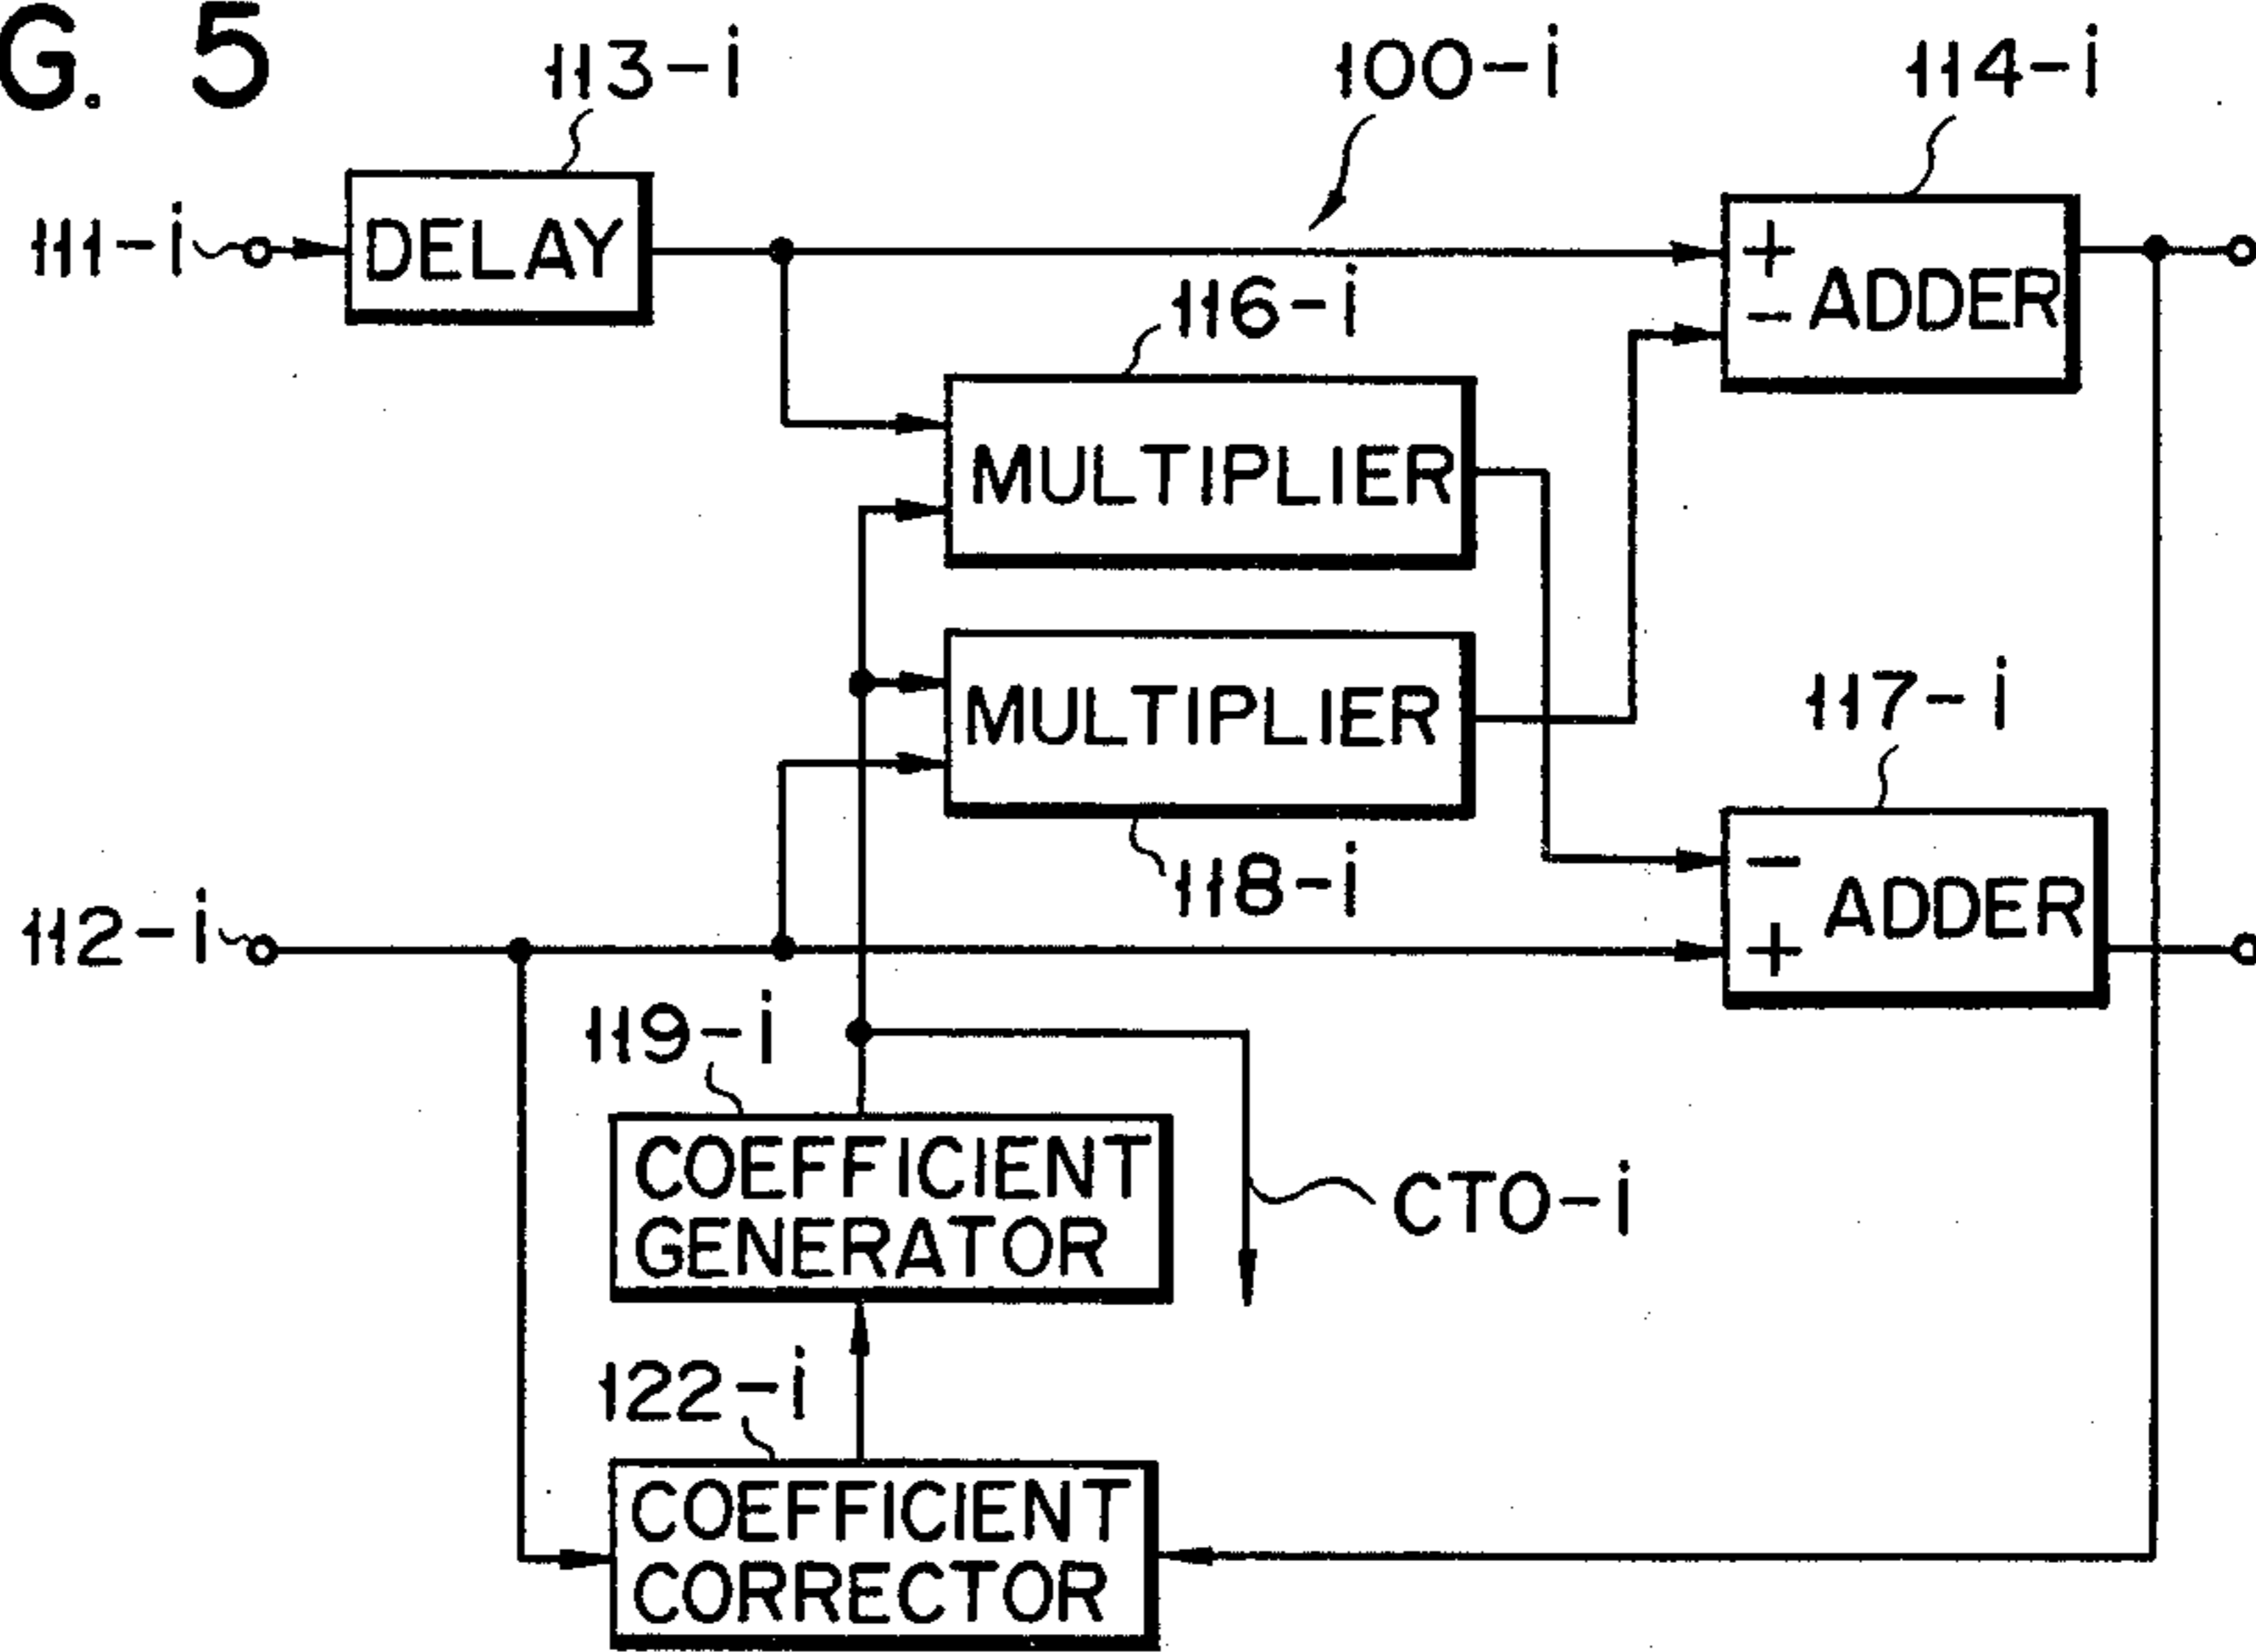 G. 5
113-i
100-i
114-i
111-i
DELAY
+
- ADDER
116-i
MULTIPLIER
MULTIPLIER
117-i
118-i
-
ADDER
+
112-i
119-i
COEFFICIENT
GENERATOR
CTO-i
122-i
COEFFICIENT
CORRECTOR